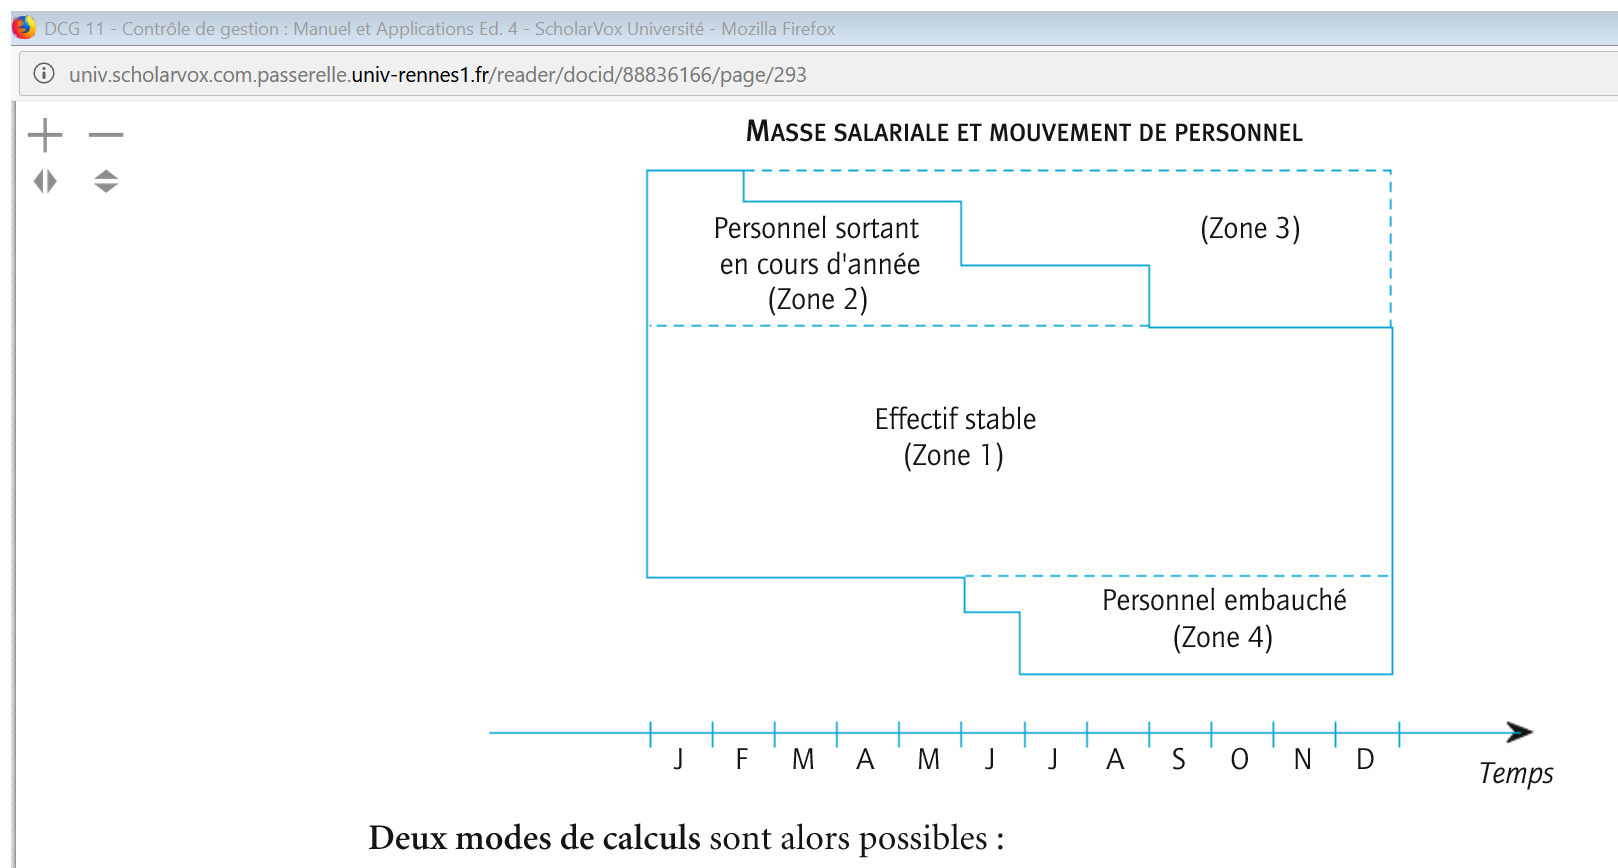 DCG 11 - Contrôle de gestion : Manuel et Applications Ed. 4 - ScholarVox Université - Mozilla Firefox
univ.scholarvox.com.passerelle.univ-rennes1.fr/reader/docid/88836166/page/293
MASSE SALARIALE ET MOUVEMENT DE PERSONNEL
Personnel sortant
en cours d'année
(Zone 2)
(Zone 3)
Effectif stable
(Zone 1)
Personnel embauché
(Zone 4)
J F M A M J J A S O N D
Temps
Deux modes de calculs sont alors possibles :